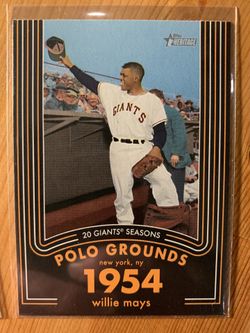 topps
HERITAGE
GIANTS
20 GIANTS® SEASONS
POLO GROUNDS
new york, ny
1954
willie mays